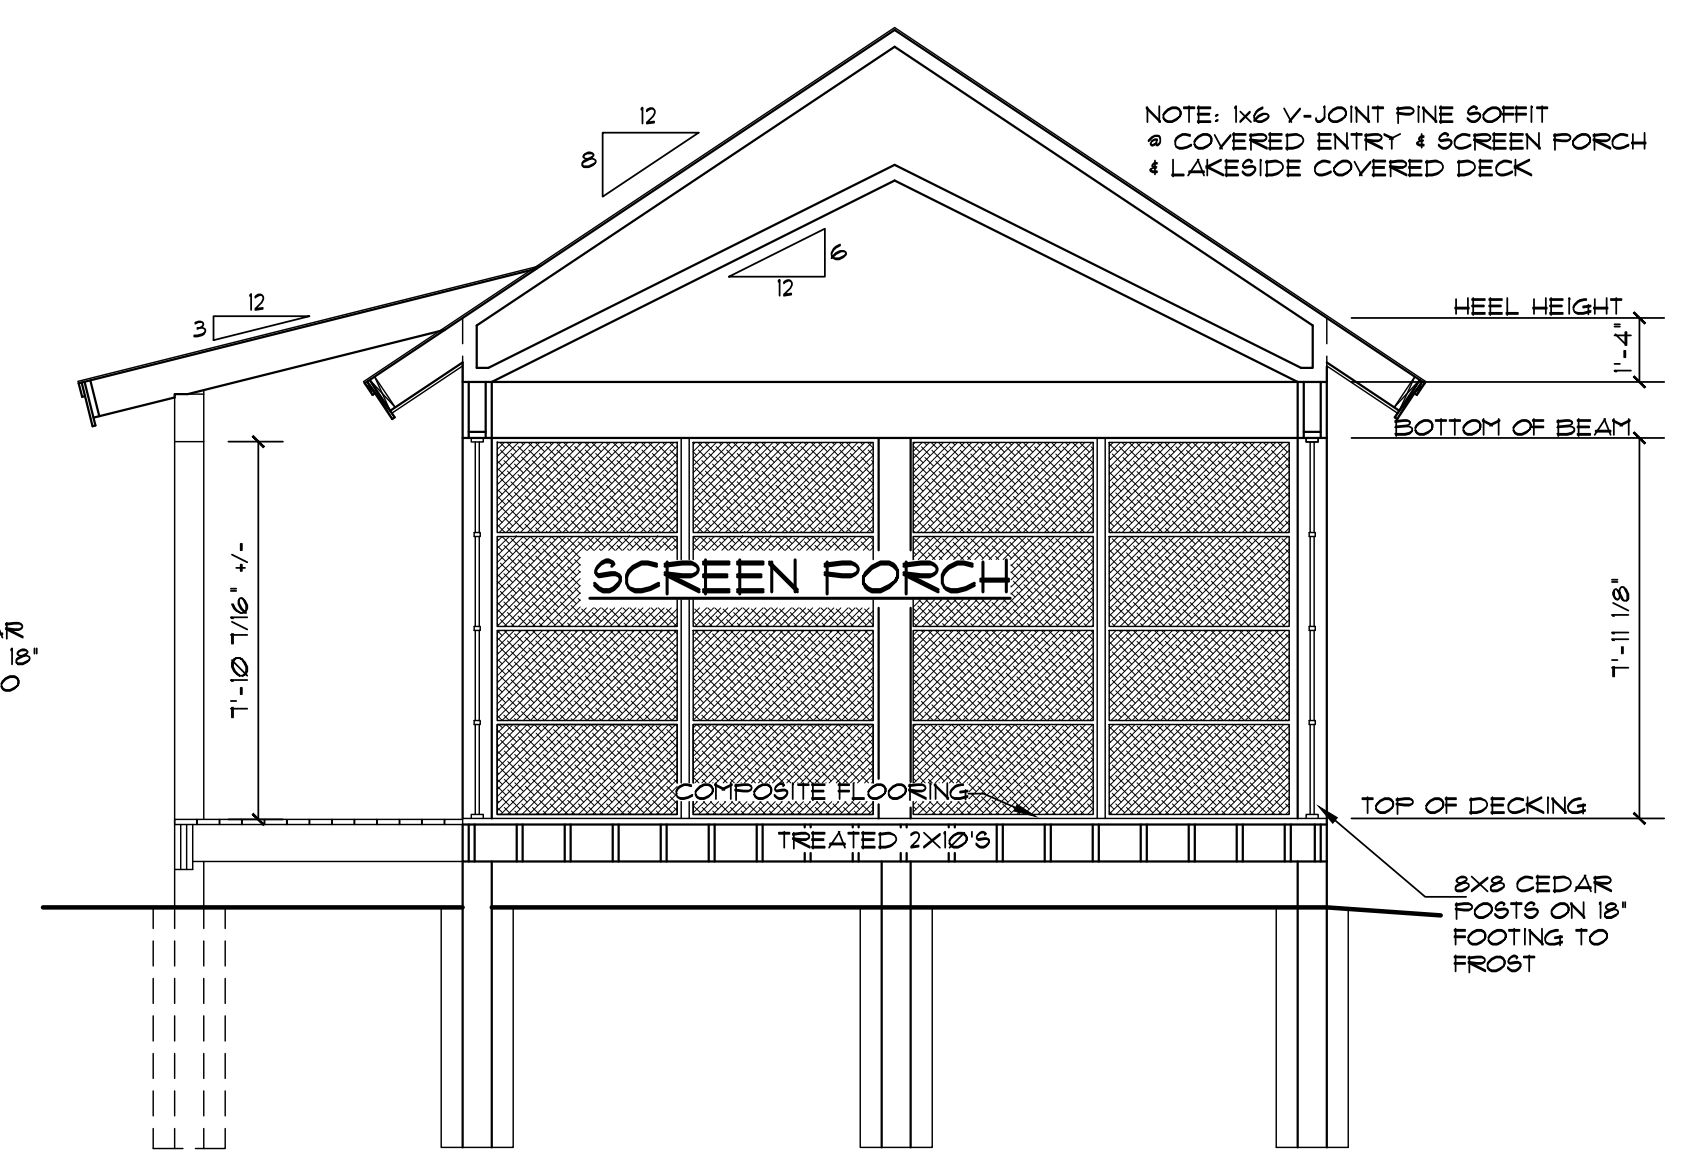 12
8
NOTE: 1x6 V-JOINT PINE SOFFIT
@ COVERED ENTRY & SCREEN PORCH
& LAKESIDE COVERED DECK
6
12
12
3
HEEL HEIGHT
1'-4"
BOTTOM OF BEAM
7'-10 7/16" +/-
SCREEN PORCH
7'-11 1/8"
18"
O
COMPOSITE FLOORING
TOP OF DECKING
TREATED 2X10'S
8X8 CEDAR
POSTS ON 18"
FOOTING TO
FROST